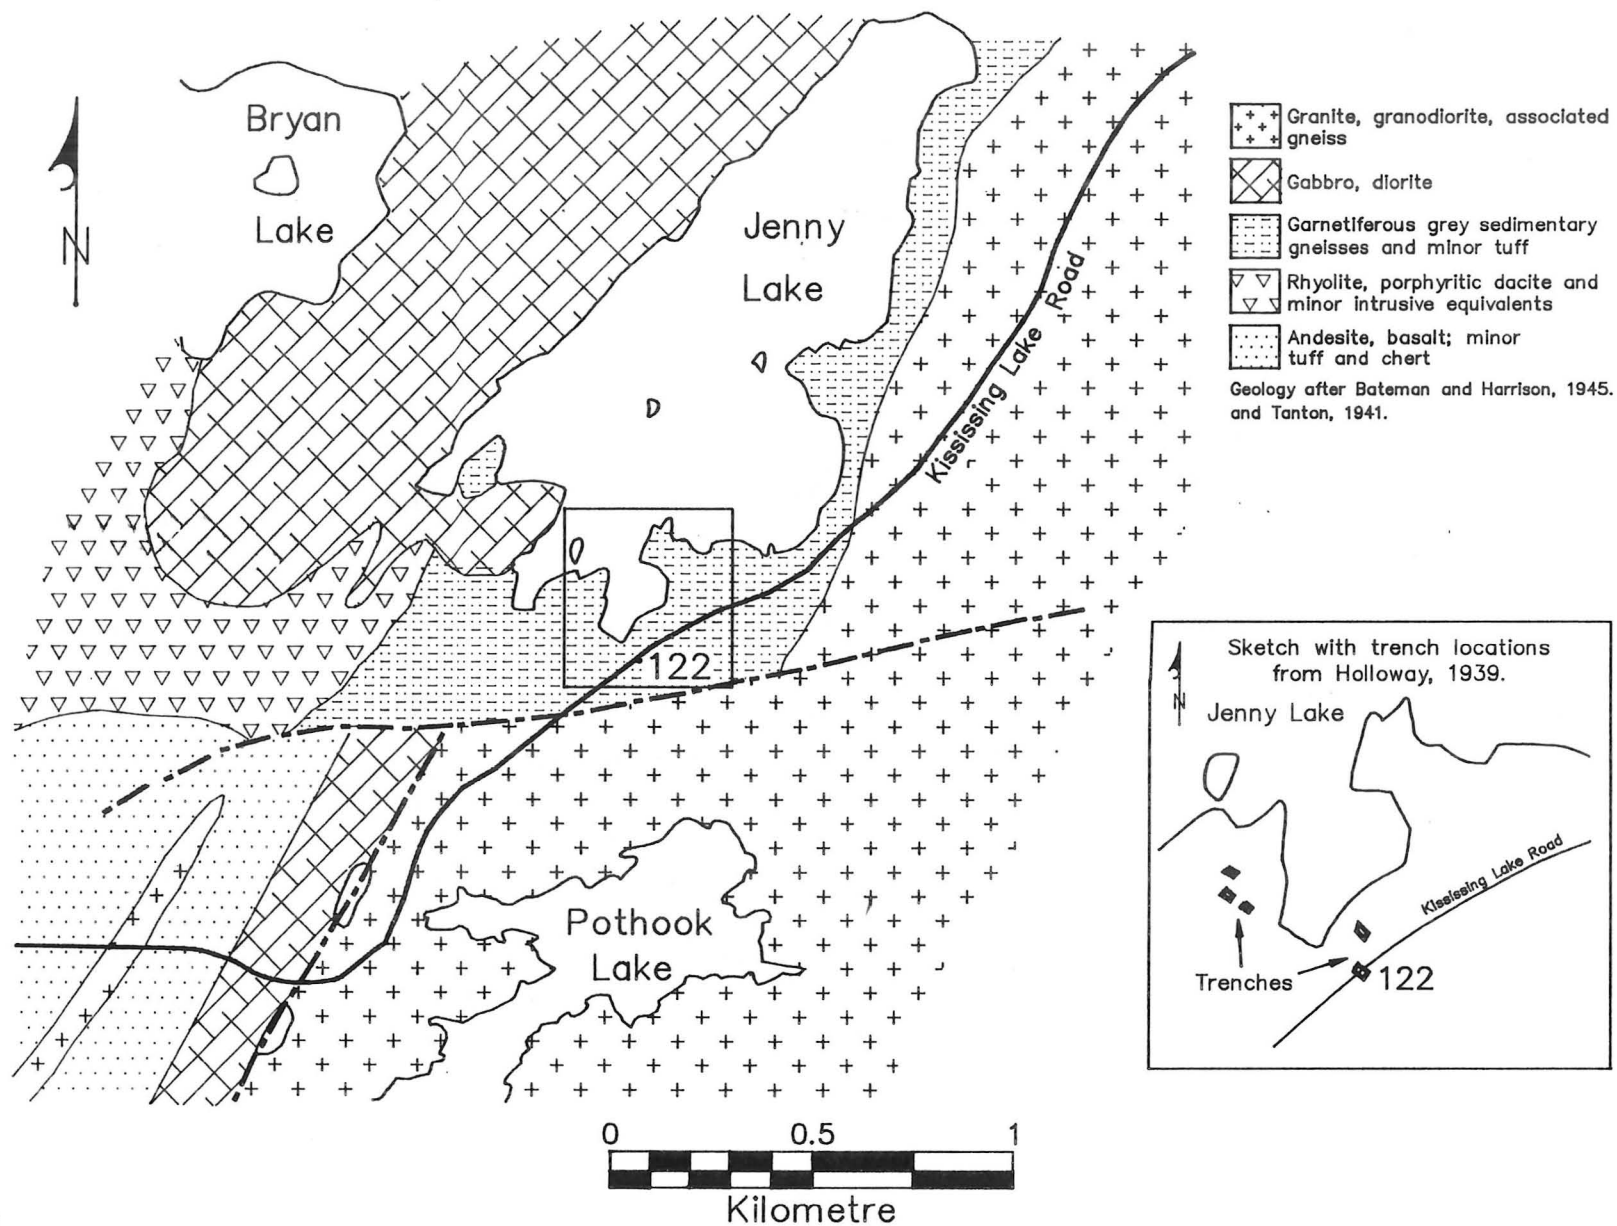 Bryan
Lake
N
Jenny
Lake
Kississing Lake Road
122
Pothook
Lake
Granite, granodiorite, associated
gneiss
Gabbro, diorite
Garnetiferous grey sedimentary
gneisses and minor tuff
Rhyolite, porphyritic dacite and
minor intrusive equivalents
Andesite, basalt; minor
tuff and chert
Geology after Bateman and Harrison, 1945.
and Tanton, 1941.
Sketch with trench locations
from Holloway, 1939.
N
Jenny Lake
Kississing Lake Road
Trenches
122
0 0.5 1
Kilometre